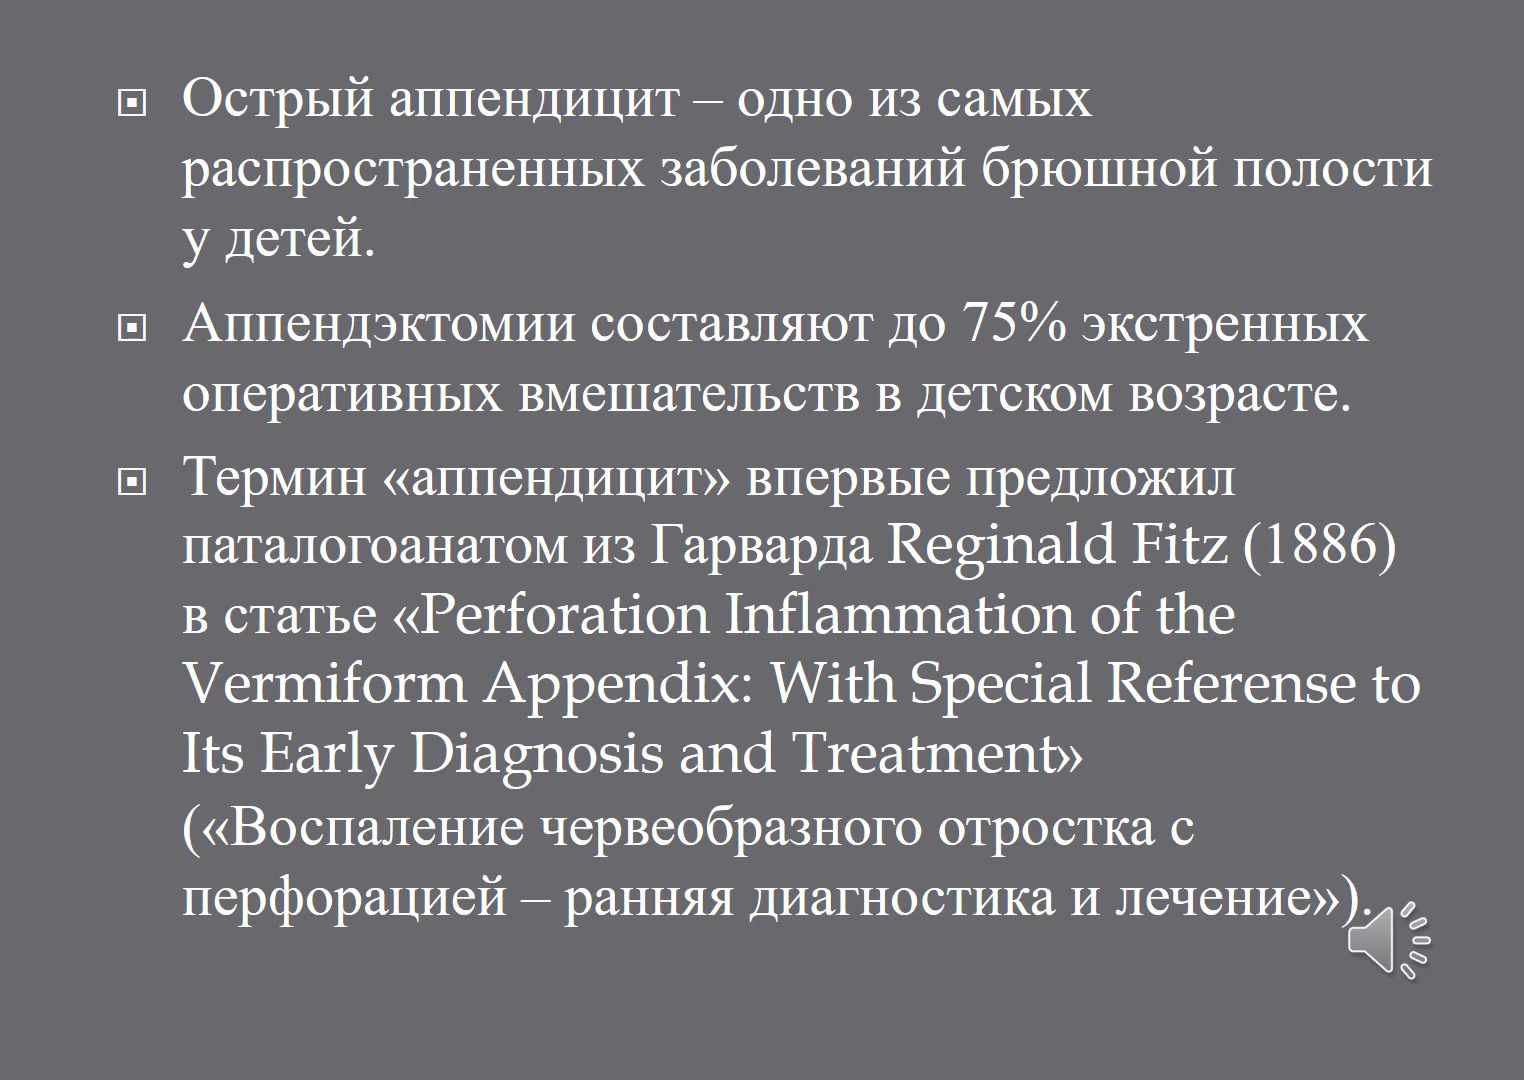 Острый аппендицит – одно из самых
распространенных заболеваний брюшной полости
у детей.
Аппендэктомии составляют до 75% экстренных
оперативных вмешательств в детском возрасте.
Термин «аппендицит» впервые предложил
паталогоанатом из Гарварда Reginald Fitz (1886)
в статье «Perforation Inflammation of the
Vermiform Appendix: With Special Referense to
Its Early Diagnosis and Treatment»
(«Воспаление червеобразного отростка с
перфорацией – ранняя диагностика и лечение»).